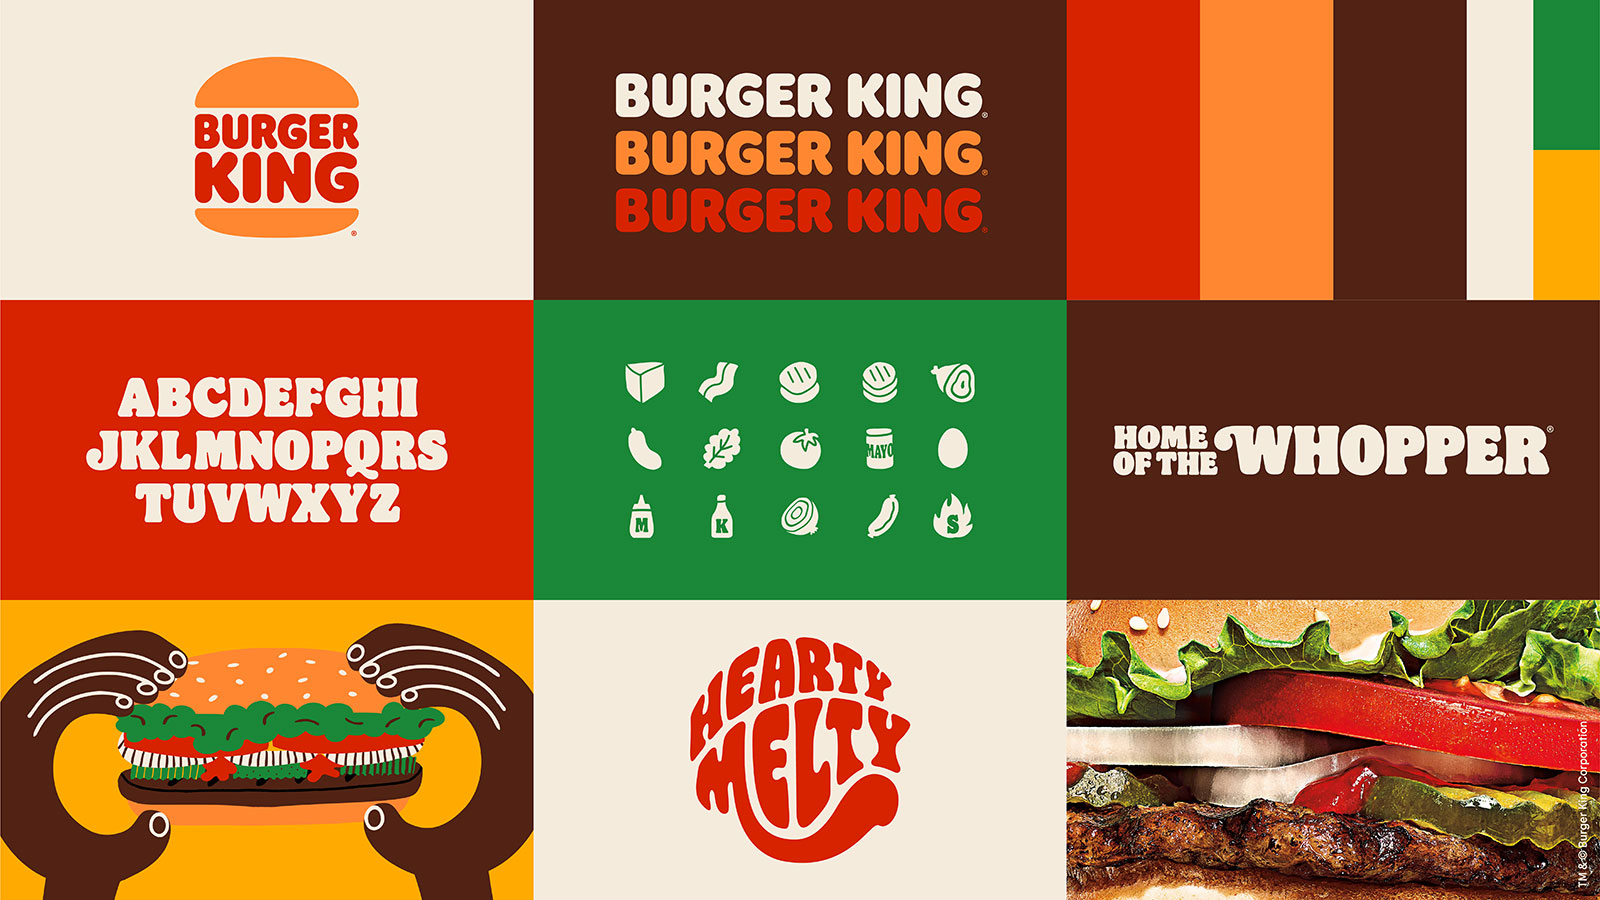 BURGER
KING
®
BURGER KING®
BURGER KING®
BURGER KING®
ABCDEFGHI
JKLMNOPQRS
TUVWXYZ
MAYO
M
K
S
HOME
OF THE
WHOPPER®
HEARTY
MELTY
TM & © Burger King Corporation